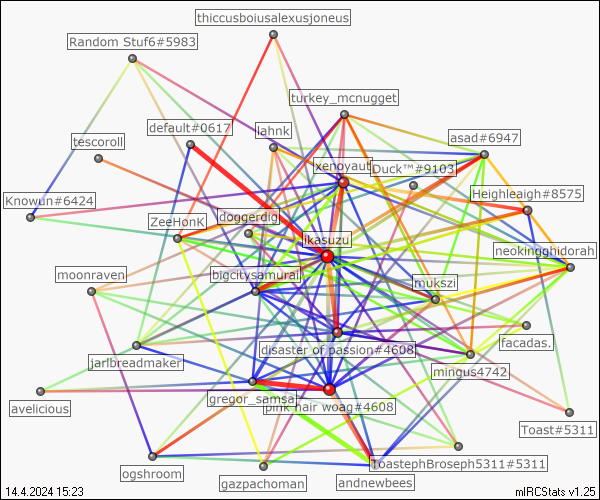 thiccusboiusalexusjoneus
Random Stuf6#5983
turkey_mcnugget
default#0617
lahnk
asad#6947
tescoroll
xenoyaut
Duck™#9103
Knowun#6424
Heighleaigh#8575
ZeeHonK
doggerdig
ikasuzu
neokingghidorah
moonraven
bigcitysamurai
mukszi
facadas.
jarlbreadmaker
disaster of passion#4608
mingus4742
avelicious
gregor_samsa
pink hair woag#4608
Toast#5311
ogshroom
ToastephBroseph5311#5311
gazpachoman
andnewbees
14.4.2024 15:23
mIRCStats v1.25